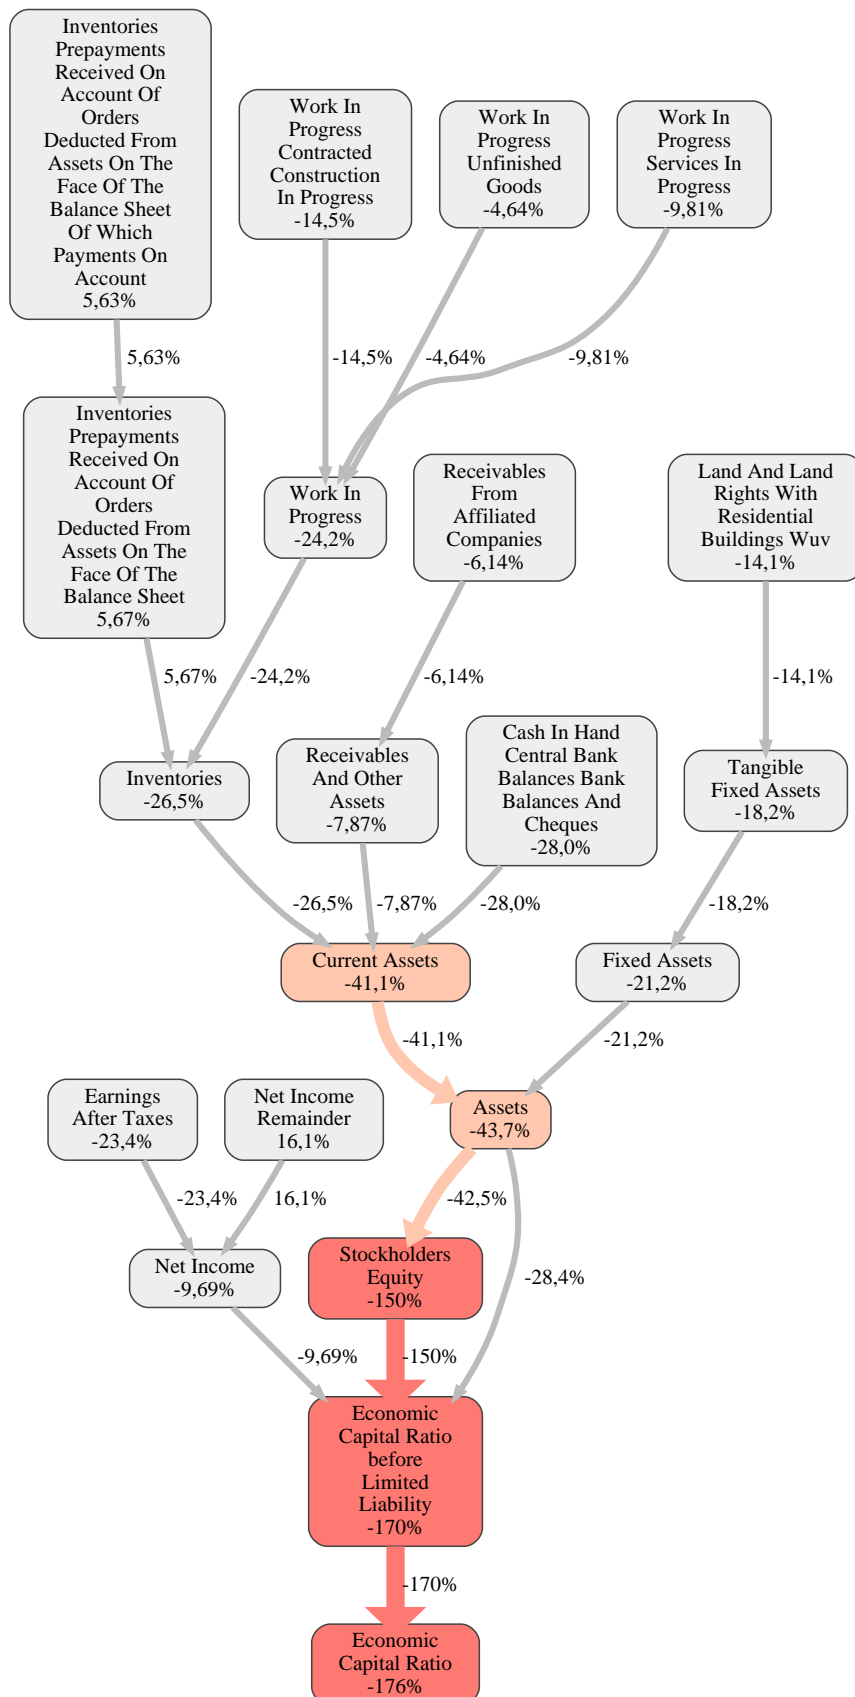 Inventories
Prepayments
Received On
Account Of
Orders
Deducted From
Assets On The
Face Of The
Balance Sheet
Of Which
Payments On
Account
5,63%
Work In
Progress
Contracted
Construction
In Progress
-14,5%
Work In
Progress
Unfinished
Goods
-4,64%
Work In
Progress
Services In
Progress
-9,81%
5,63%
-14,5%
-4,64%
-9,81%
Inventories
Prepayments
Received On
Account Of
Orders
Deducted From
Assets On The
Face Of The
Balance Sheet
5,67%
Work In
Progress
-24,2%
Receivables
From
Affiliated
Companies
-6,14%
Land And Land
Rights With
Residential
Buildings Wuv
-14,1%
5,67%
-24,2%
-6,14%
-14,1%
Inventories
-26,5%
Receivables
And Other
Assets
-7,87%
Cash In Hand
Central Bank
Balances Bank
Balances And
Cheques
-28,0%
Tangible
Fixed Assets
-18,2%
-26,5%
-7,87%
-28,0%
-18,2%
Current Assets
-41,1%
Fixed Assets
-21,2%
-41,1%
-21,2%
Earnings
After Taxes
-23,4%
Net Income
Remainder
16,1%
Assets
-43,7%
-23,4%
16,1%
-42,5%
-28,4%
Net Income
-9,69%
Stockholders
Equity
-150%
-9,69%
-150%
Economic
Capital Ratio
before
Limited
Liability
-170%
-170%
Economic
Capital Ratio
-176%